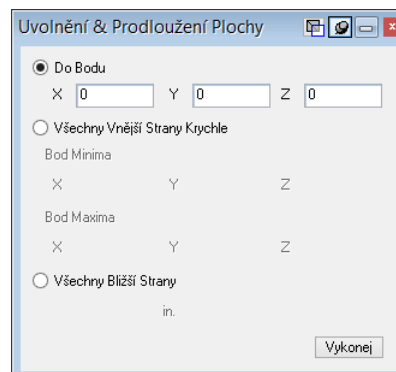 Uvolnění & Prodloužení Plochy
Do Bodu
X 0 Y 0 Z 0
Všechny Vnější Strany Krychle
Bod Minima
X Y Z
Bod Maxima
X Y Z
Všechny Bližší Strany
in.
Vykonej